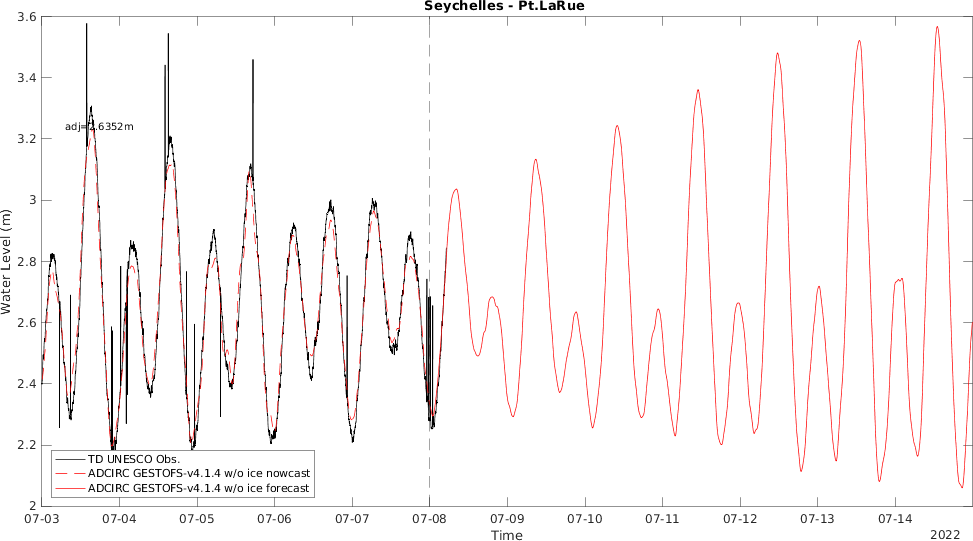 Seychelles - Pt.LaRue
3.6
3.4
3.2
3
2.8
2.6
2.4
2.2
2
Water Level (m)
adj=2.6352m
TD UNESCO Obs.
ADCIRC GESTOFS-v4.1.4 w/o ice nowcast
ADCIRC GESTOFS-v4.1.4 w/o ice forecast
07-03 07-04 07-05 07-06 07-07 07-08 07-09 07-10 07-11 07-12 07-13 07-14
Time
2022